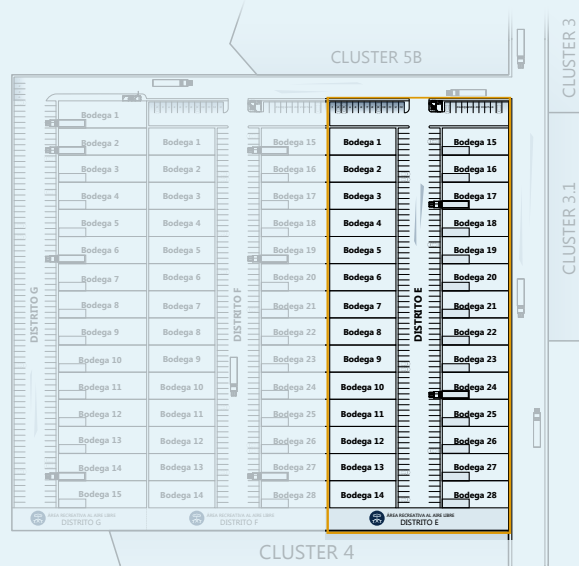 CLUSTER 5B
CLUSTER 3
CLUSTER 3.1
DISTRITO G
Bodega 1
Bodega 2
Bodega 3
Bodega 4
Bodega 5
Bodega 6
Bodega 7
Bodega 8
Bodega 9
Bodega 10
Bodega 11
Bodega 12
Bodega 13
Bodega 14
Bodega 15
Bodega 1
Bodega 2
Bodega 3
Bodega 4
Bodega 5
Bodega 6
Bodega 7
Bodega 8
Bodega 9
Bodega 10
Bodega 11
Bodega 12
Bodega 13
Bodega 14
DISTRITO F
Bodega 15
Bodega 16
Bodega 17
Bodega 18
Bodega 19
Bodega 20
Bodega 21
Bodega 22
Bodega 23
Bodega 24
Bodega 25
Bodega 26
Bodega 27
Bodega 28
Bodega 1
Bodega 2
Bodega 3
Bodega 4
Bodega 5
Bodega 6
Bodega 7
Bodega 8
Bodega 9
Bodega 10
Bodega 11
Bodega 12
Bodega 13
Bodega 14
DISTRITO E
Bodega 15
Bodega 16
Bodega 17
Bodega 18
Bodega 19
Bodega 20
Bodega 21
Bodega 22
Bodega 23
Bodega 24
Bodega 25
Bodega 26
Bodega 27
Bodega 28
ÁREA RECREATIVA AL AIRE LIBRE
DISTRITO G
ÁREA RECREATIVA AL AIRE LIBRE
DISTRITO F
ÁREA RECREATIVA AL AIRE LIBRE
DISTRITO E
CLUSTER 4